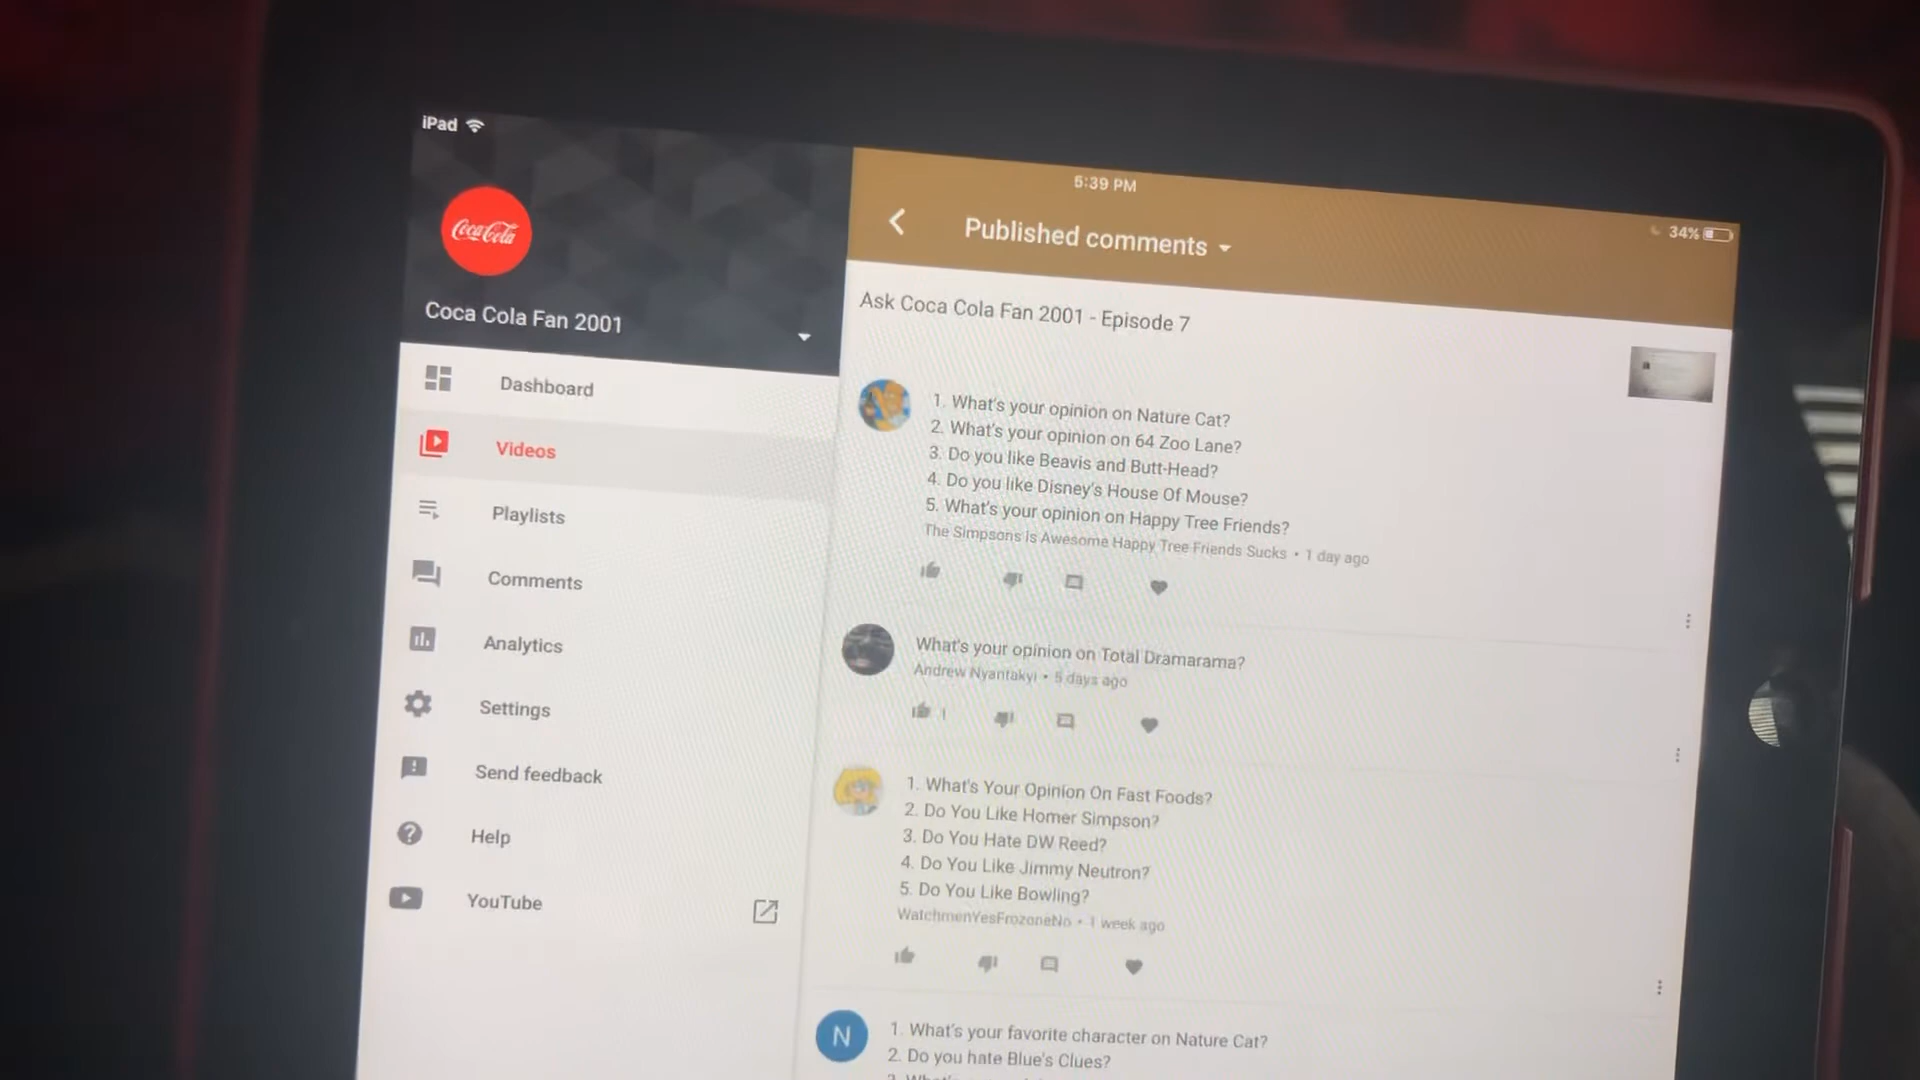 iPad
5:39 PM
34%
Coca-Cola
Coca Cola Fan 2001
Dashboard
Videos
Playlists
Comments
Analytics
Settings
Send feedback
Help
YouTube
Published comments
Ask Coca Cola Fan 2001 - Episode 7
1. What's your opinion on Nature Cat?
2. What's your opinion on 64 Zoo Lane?
3. Do you like Beavis and Butt-Head?
4. Do you like Disney's House Of Mouse?
5. What's your opinion on Happy Tree Friends?
The Simpsons Is Awesome Happy Tree Friends Sucks • 1 day ago
What's your opinion on Total Dramarama?
Andrew Nyantakyi • 5 days ago
1
1. What's Your Opinion On Fast Foods?
2. Do You Like Homer Simpson?
3. Do You Hate DW Reed?
4. Do You Like Jimmy Neutron?
5. Do You Like Bowling?
WatchmenYesFrozoneNo • 1 week ago
N
1. What's your favorite character on Nature Cat?
2. Do you hate Blue's Clues?